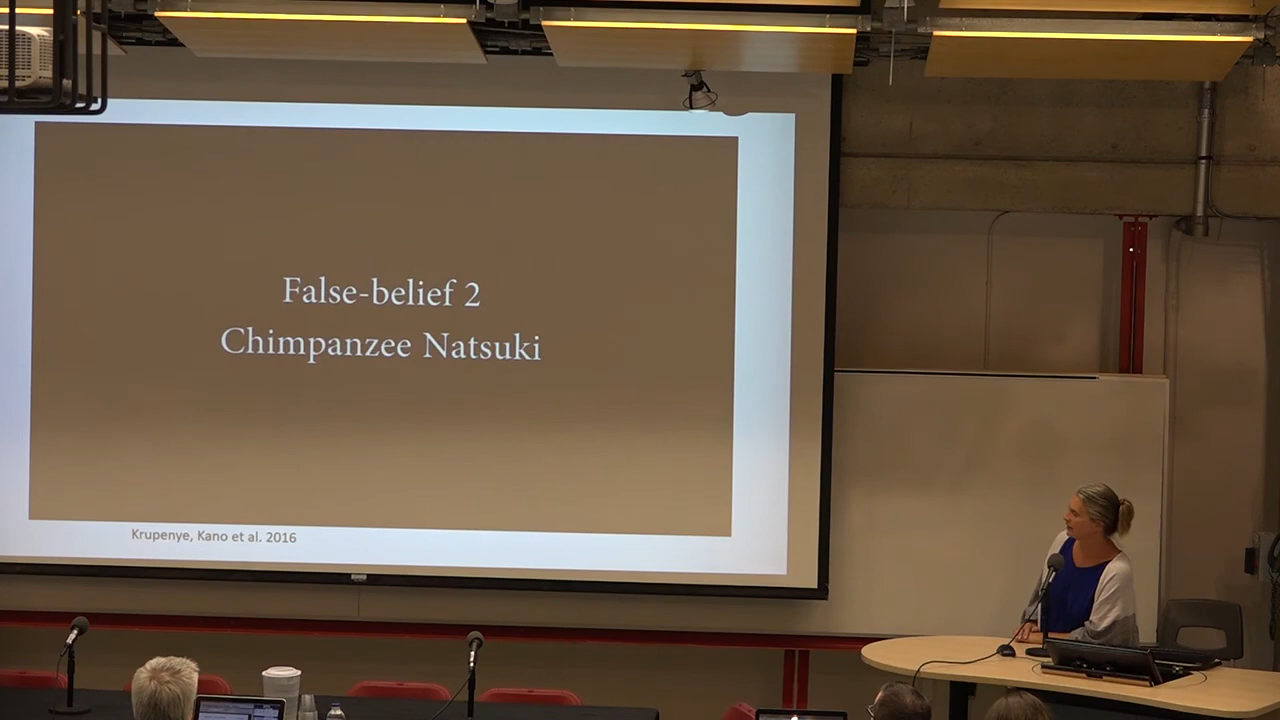 False-belief 2
Chimpanzee Natsuki
Krupenye, Kano et al. 2016